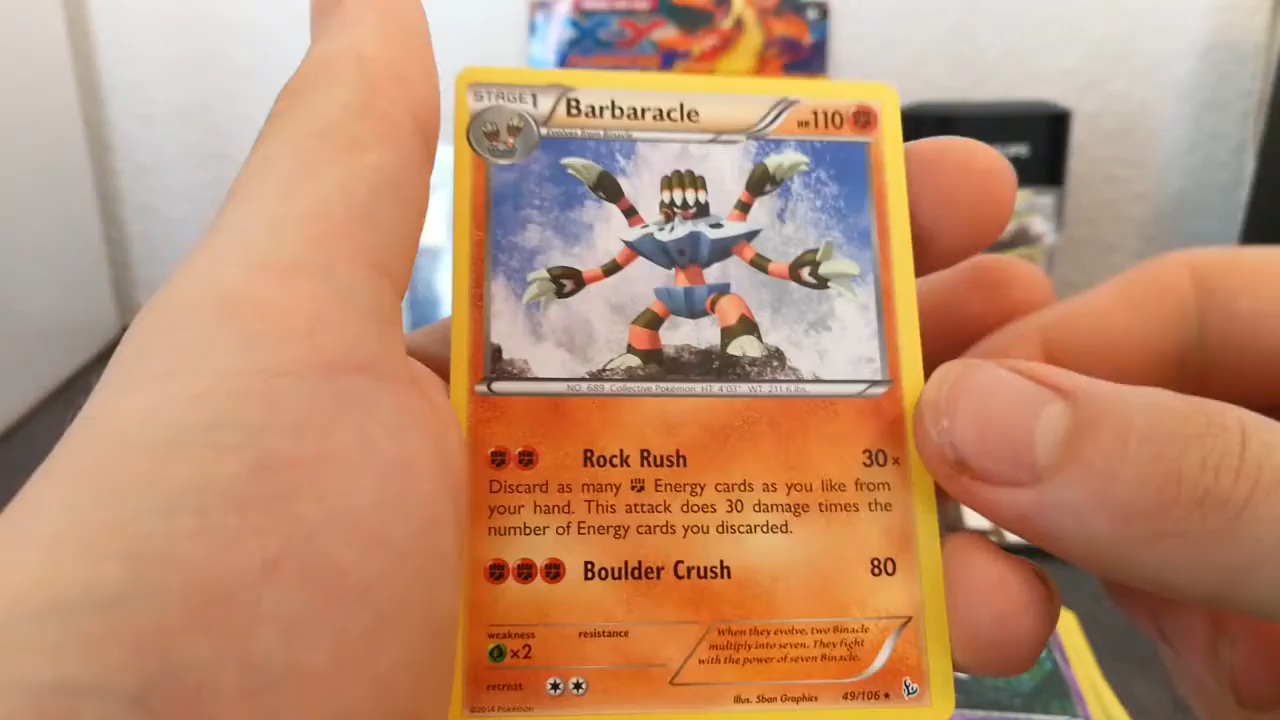 X Y
STAGE 1
Barbaracle
HP 110
Evolves from Binacle
NO. 689 Collective Pokémon HT: 4'03" WT: 211.6 lbs.
Rock Rush 30×
Discard as many Energy cards as you like from
your hand. This attack does 30 damage times the
number of Energy cards you discarded.
Boulder Crush 80
weakness resistance
×2
When they evolve, two Binacle
multiply into seven. They fight
with the power of seven Binacle.
retreat
Illus. 5ban Graphics 49/106 ★
©2014 Pokémon